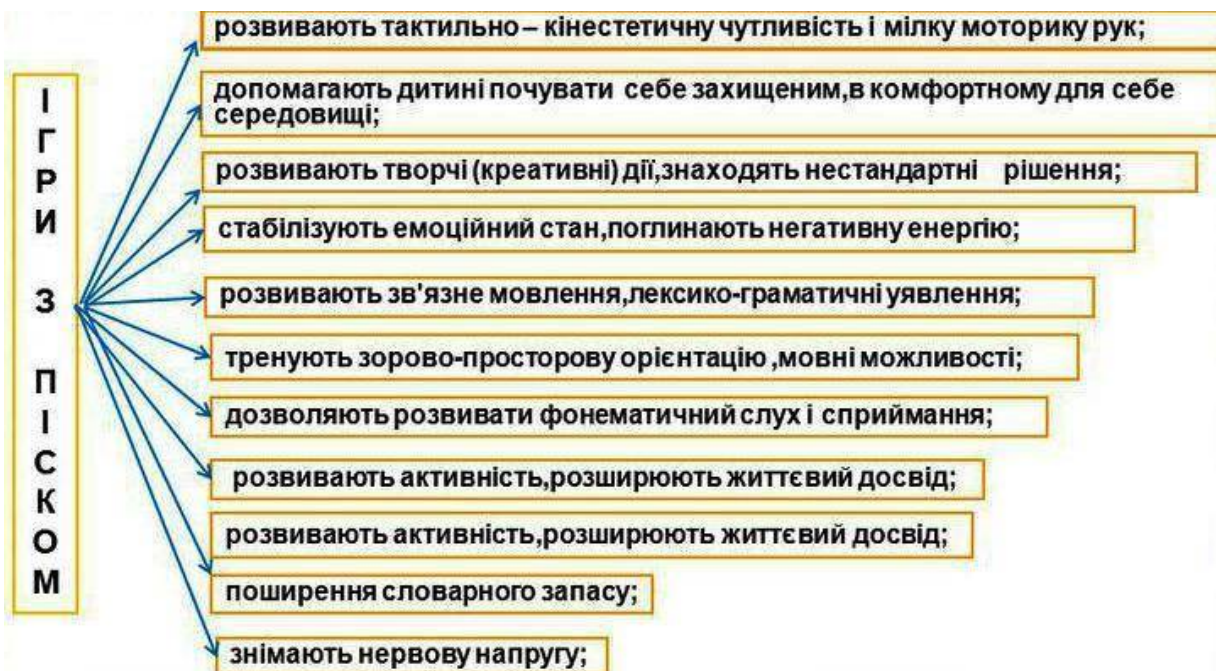 ІГРИ З ПІСКОМ
розвивають тактильно – кінестетичну чутливість і мілку моторику рук;
допомагають дитині почувати себе захищеним,в комфортному для себе
середовищі;
розвивають творчі (креативні) дії,знаходять нестандартні рішення;
стабілізують емоційний стан,поглинають негативну енергію;
розвивають зв'язне мовлення,лексико-граматичні уявлення;
тренують зорово-просторову орієнтацію ,мовні можливості;
дозволяють розвивати фонематичний слух і сприймання;
розвивають активність,розширюють життєвий досвід;
розвивають активність,розширюють життєвий досвід;
поширення словарного запасу;
знімають нервову напругу;